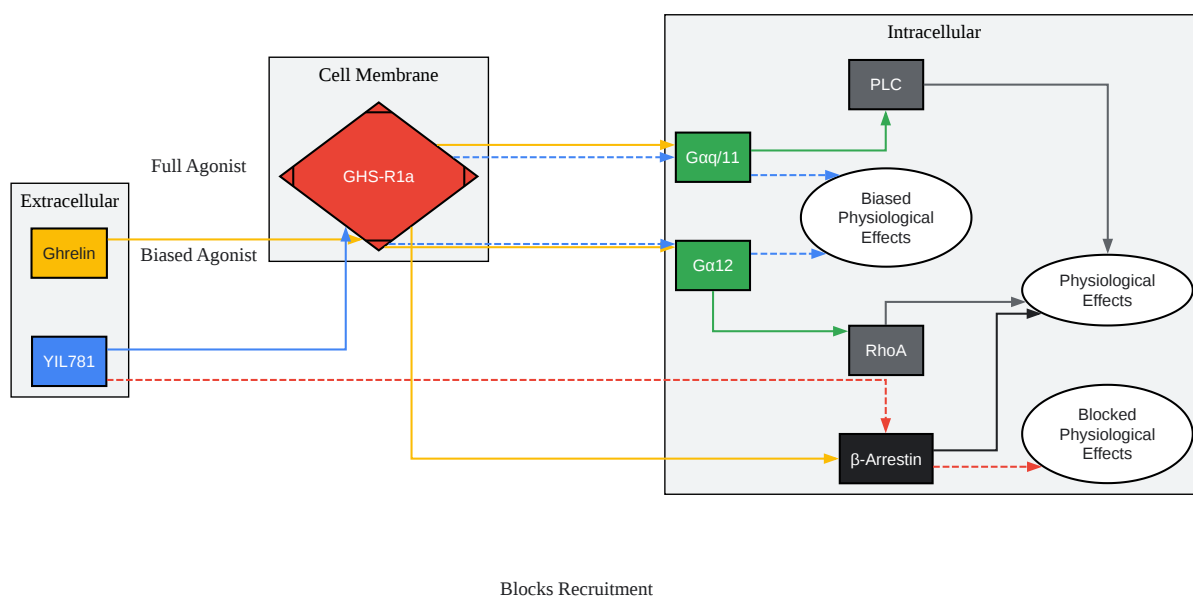 Intracellular
Cell Membrane
PLC
Full Agonist
GHS-R1a
Gαq/11
Extracellular
Biased
Physiological
Effects
Ghrelin
Biased Agonist
Gα12
Physiological
Effects
YIL781
RhoA
Blocked
Physiological
Effects
β-Arrestin
Blocks Recruitment